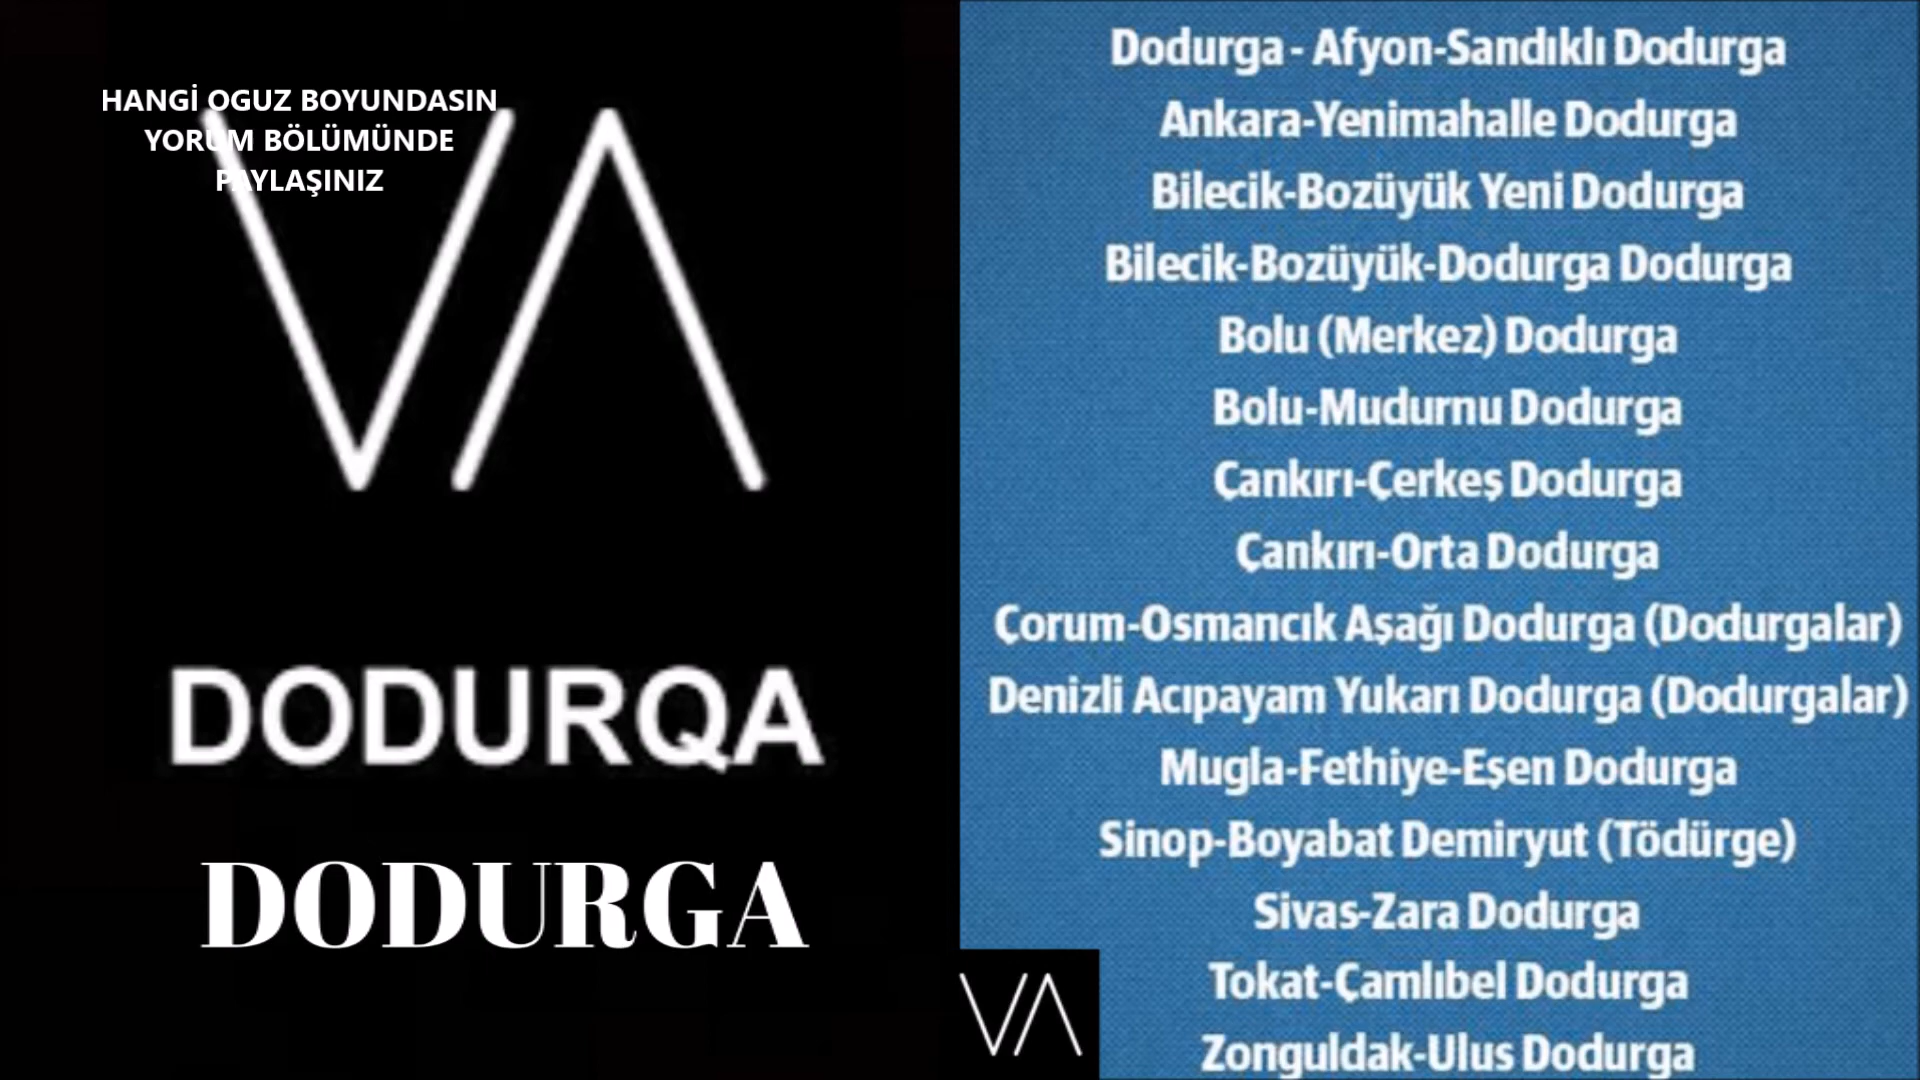 HANGİ OGUZ BOYUNDASIN
YORUM BÖLÜMÜNDE
PAYLAŞINIZ
DODURQA
DODURGA
Dodurga - Afyon-Sandıklı Dodurga
Ankara-Yenimahalle Dodurga
Bilecik-Bozüyük Yeni Dodurga
Bilecik-Bozüyük-Dodurga Dodurga
Bolu (Merkez) Dodurga
Bolu-Mudurnu Dodurga
Çankırı-Çerkeş Dodurga
Çankırı-Orta Dodurga
Çorum-Osmancık Aşağı Dodurga (Dodurgalar)
Denizli Acıpayam Yukarı Dodurga (Dodurgalar)
Mugla-Fethiye-Eşen Dodurga
Sinop-Boyabat Demiryut (Tödürge)
Sivas-Zara Dodurga
Tokat-Çamlıbel Dodurga
Zonguldak-Ulus Dodurga